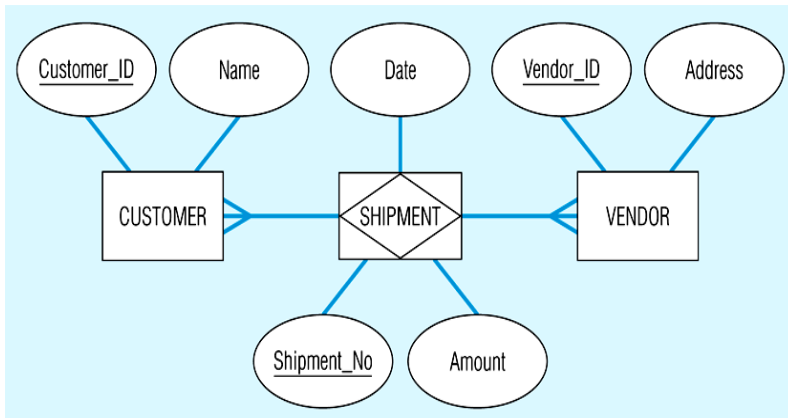 Customer_ID
Name
Date
Vendor_ID
Address
CUSTOMER
SHIPMENT
VENDOR
Shipment_No
Amount